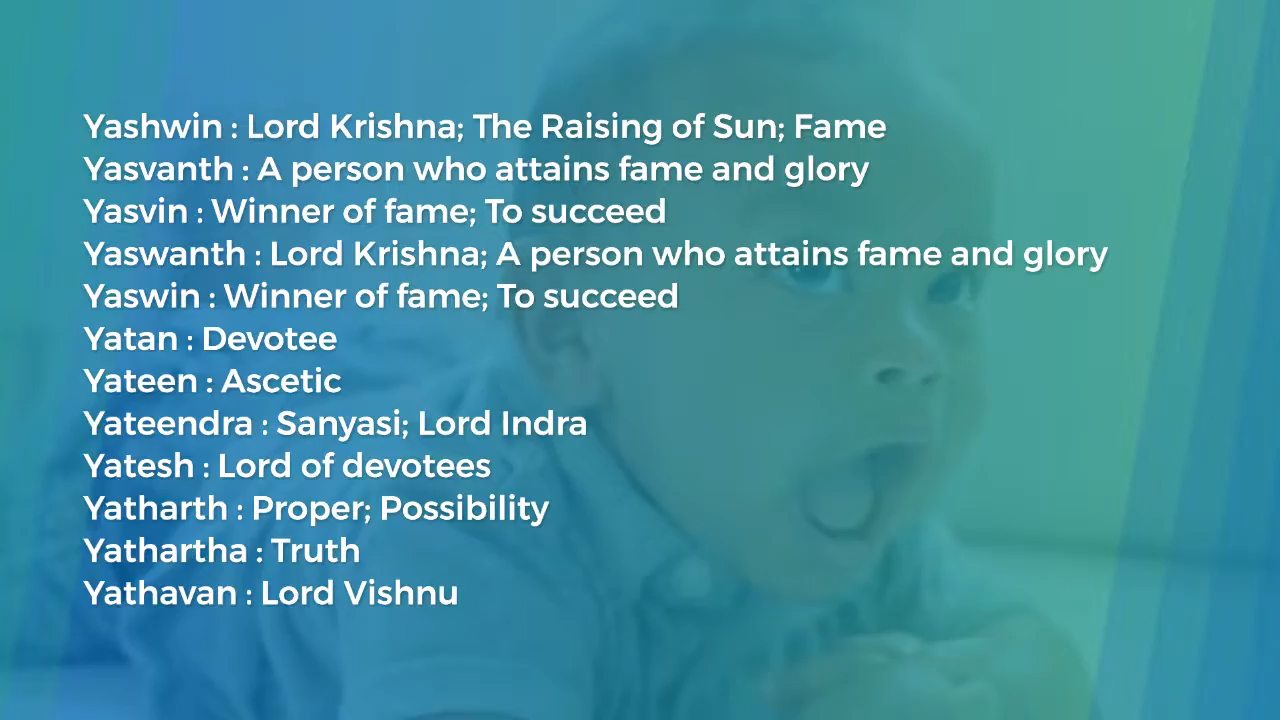 Yashwin : Lord Krishna; The Raising of Sun; Fame
Yasvanth : A person who attains fame and glory
Yasvin : Winner of fame; To succeed
Yaswanth : Lord Krishna; A person who attains fame and glory
Yaswin : Winner of fame; To succeed
Yatan : Devotee
Yateen : Ascetic
Yateendra : Sanyasi; Lord Indra
Yatesh : Lord of devotees
Yatharth : Proper; Possibility
Yathartha : Truth
Yathavan : Lord Vishnu